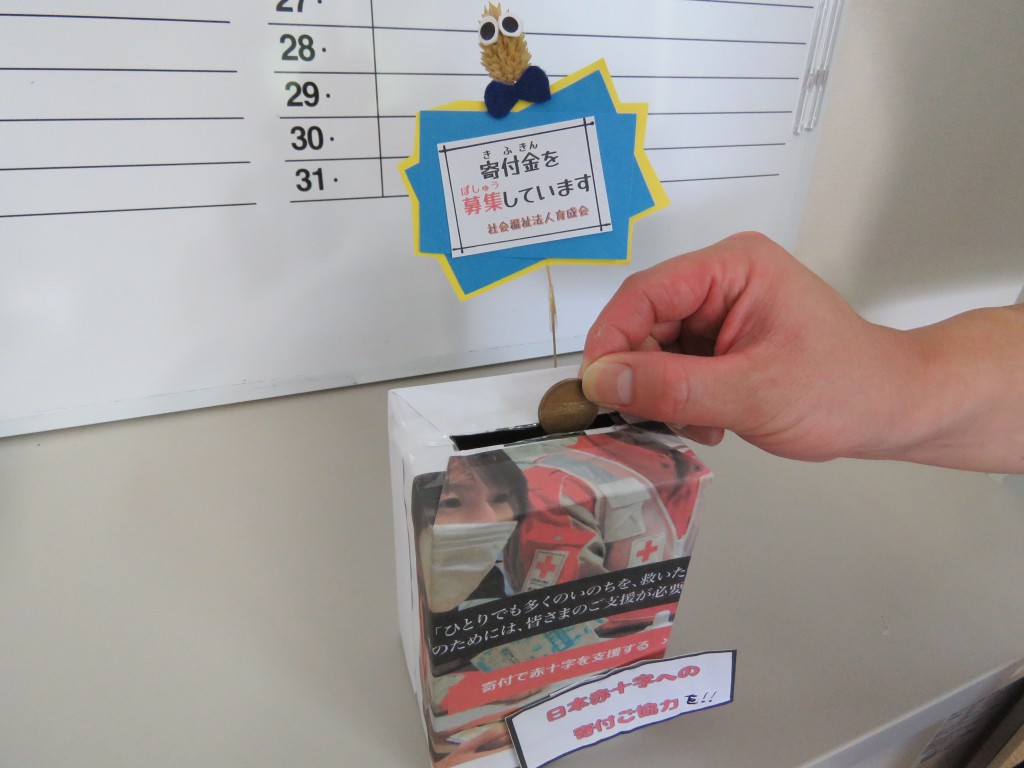 27・
28・
29・
30・
31・
きふきん
寄付金を
ぼしゅう
募集しています
社会福祉法人育成会
「ひとりでも多くのいのちを、救いた
のためには、皆さまのご支援が必要
寄付で赤十字を支援する >
日本赤十字への
寄付ご協力を!!